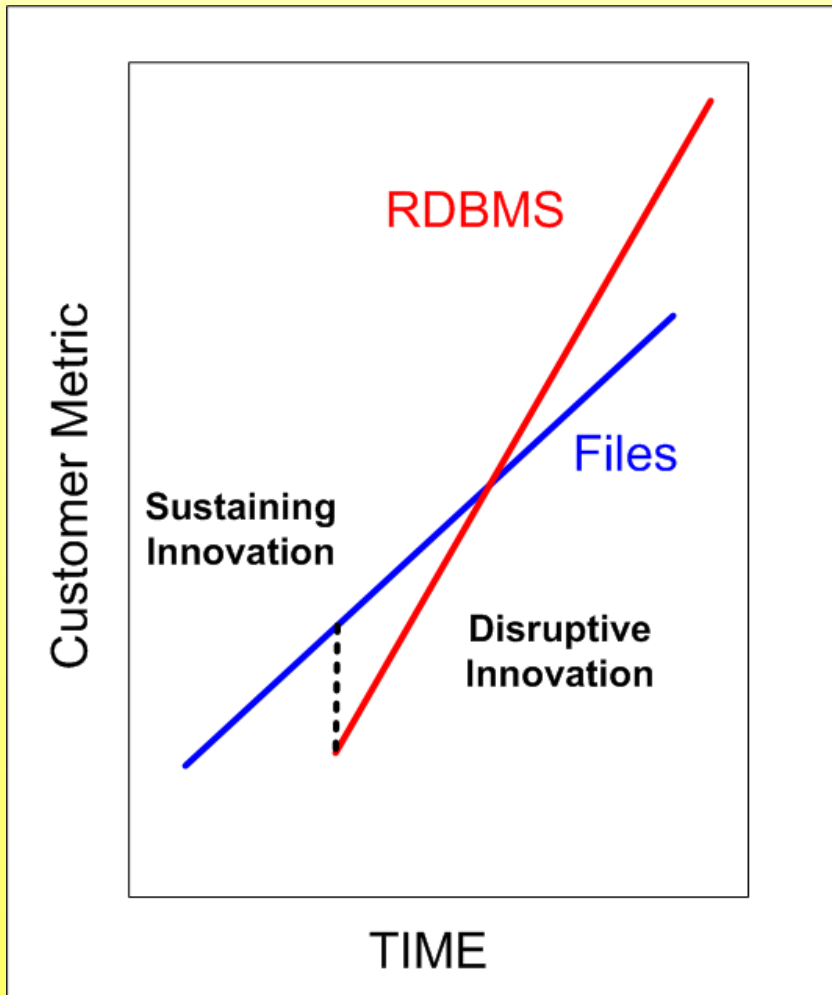 RDBMS
Files
Sustaining
Innovation
Disruptive
Innovation
Customer Metric
TIME